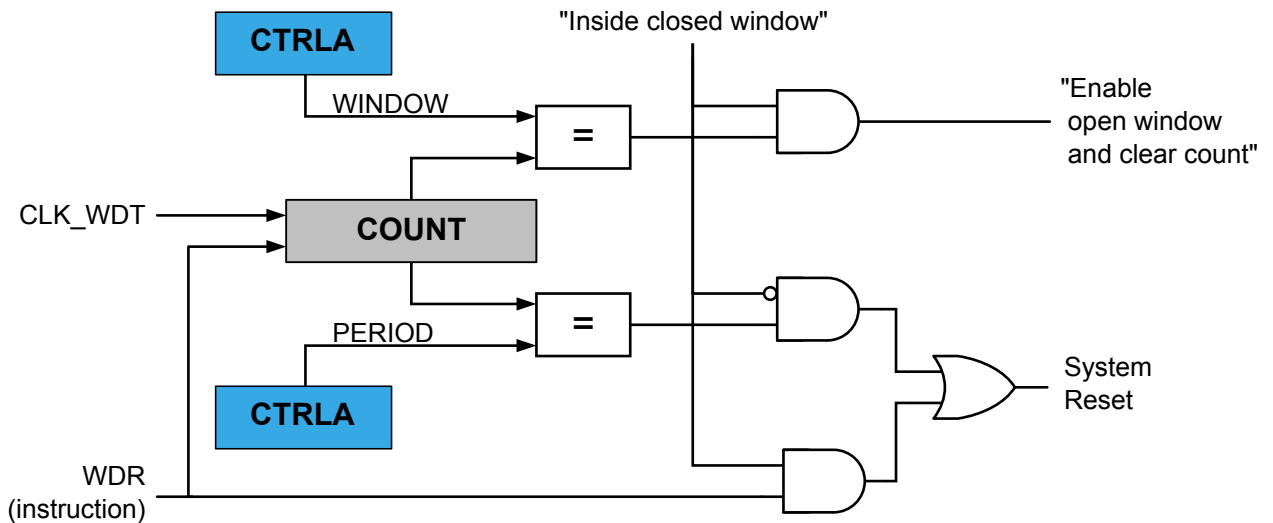 "Inside closed window"
CTRLA
WINDOW
"Enable
open window
and clear count"
=
CLK_WDT
COUNT
=
PERIOD
System
Reset
CTRLA
WDR
(instruction)